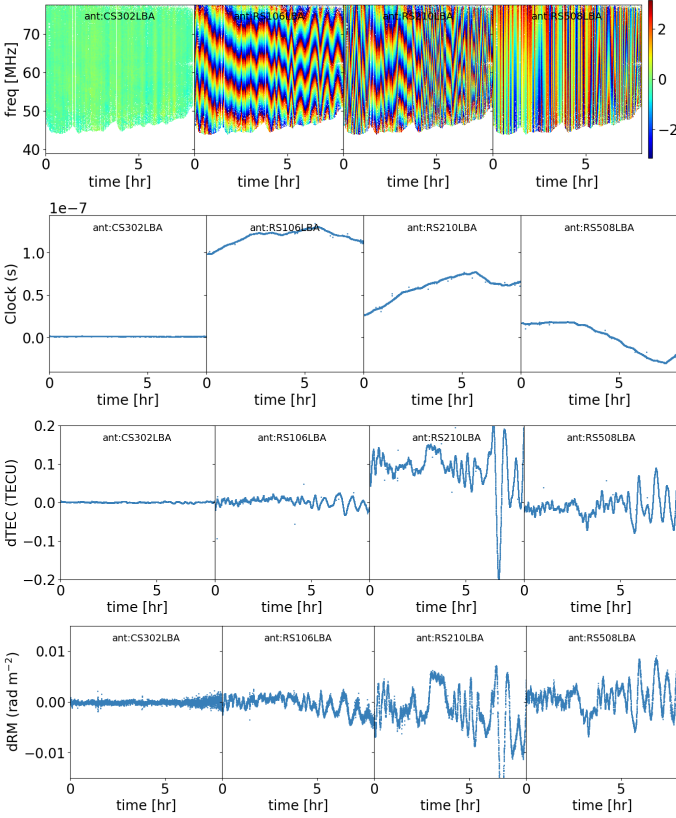 ant:CS302LBA ant:RS106LBA ant:RS210LBA ant:RS508LBA
freq [MHz]
70
60
50
40
2
0
−2
0 5 0 5 0 5 0 5
time [hr] time [hr] time [hr] time [hr]
1e−7
ant:CS302LBA ant:RS106LBA ant:RS210LBA ant:RS508LBA
Clock (s)
1.0
0.5
0.0
0 5 0 5 0 5 0 5
time [hr] time [hr] time [hr] time [hr]
ant:CS302LBA ant:RS106LBA ant:RS210LBA ant:RS508LBA
dTEC (TECU)
0.2
0.1
0.0
−0.1
−0.2
0 5 0 5 0 5 0 5
time [hr] time [hr] time [hr] time [hr]
ant:CS302LBA ant:RS106LBA ant:RS210LBA ant:RS508LBA
dRM (rad m⁻²)
0.01
0.00
−0.01
0 5 0 5 0 5 0 5
time [hr] time [hr] time [hr] time [hr]